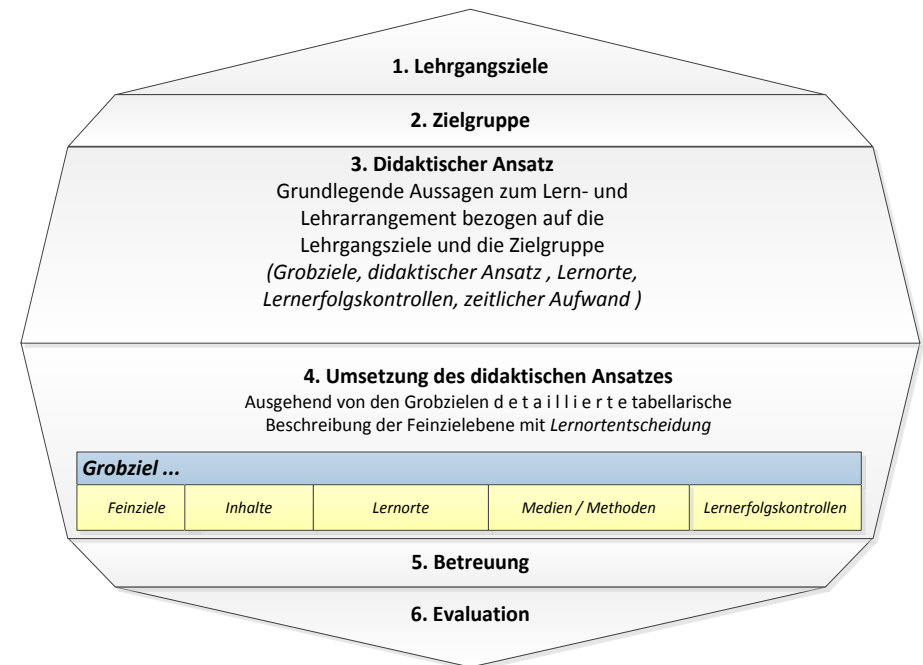 1. Lehrgangsziele
2. Zielgruppe
3. Didaktischer Ansatz
Grundlegende Aussagen zum Lern- und
Lehrarrangement bezogen auf die
Lehrgangsziele und die Zielgruppe
(Grobziele, didaktischer Ansatz , Lernorte,
Lernerfolgskontrollen, zeitlicher Aufwand )
4. Umsetzung des didaktischen Ansatzes
Ausgehend von den Grobzielen d e t a i l l i e r t e tabellarische
Beschreibung der Feinzielebene mit Lernortentscheidung
Grobziel ...
Feinziele Inhalte Lernorte Medien / Methoden Lernerfolgskontrollen
5. Betreuung
6. Evaluation